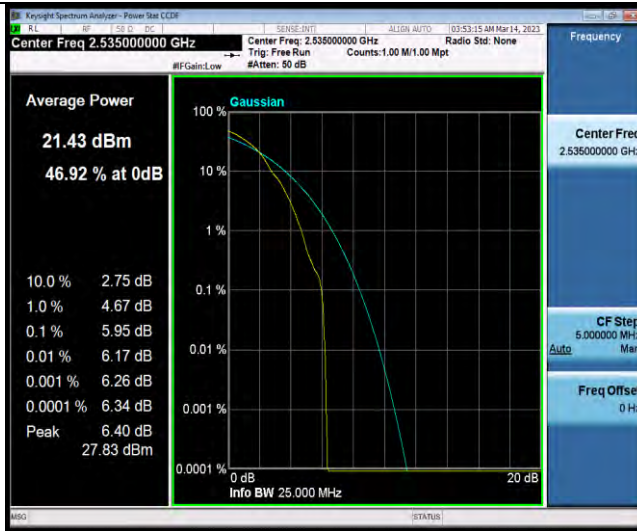 Keysight Spectrum Analyzer - Power Stat CCDF
RL RF 50 Ω DC SENSE:INT ALIGN AUTO 03:53:15 AM Mar 14, 2023
Center Freq 2.535000000 GHz
Center Freq: 2.535000000 GHz Radio Std: None
Trig: Free Run Counts:1.00 M/1.00 Mpt
#IFGain:Low #Atten: 50 dB
Frequency
Average Power
21.43 dBm
46.92 % at 0dB
10.0 % 2.75 dB
1.0 % 4.67 dB
0.1 % 5.95 dB
0.01 % 6.17 dB
0.001 % 6.26 dB
0.0001 % 6.34 dB
Peak 6.40 dB
27.83 dBm
Gaussian
100 %
10 %
1 %
0.1 %
0.01 %
0.001 %
0.0001 %
0 dB 20 dB
Info BW 25.000 MHz
Center Freq
2.535000000 GHz
CF Step
5.000000 MHz
Auto Man
Freq Offset
0 Hz
MSG STATUS